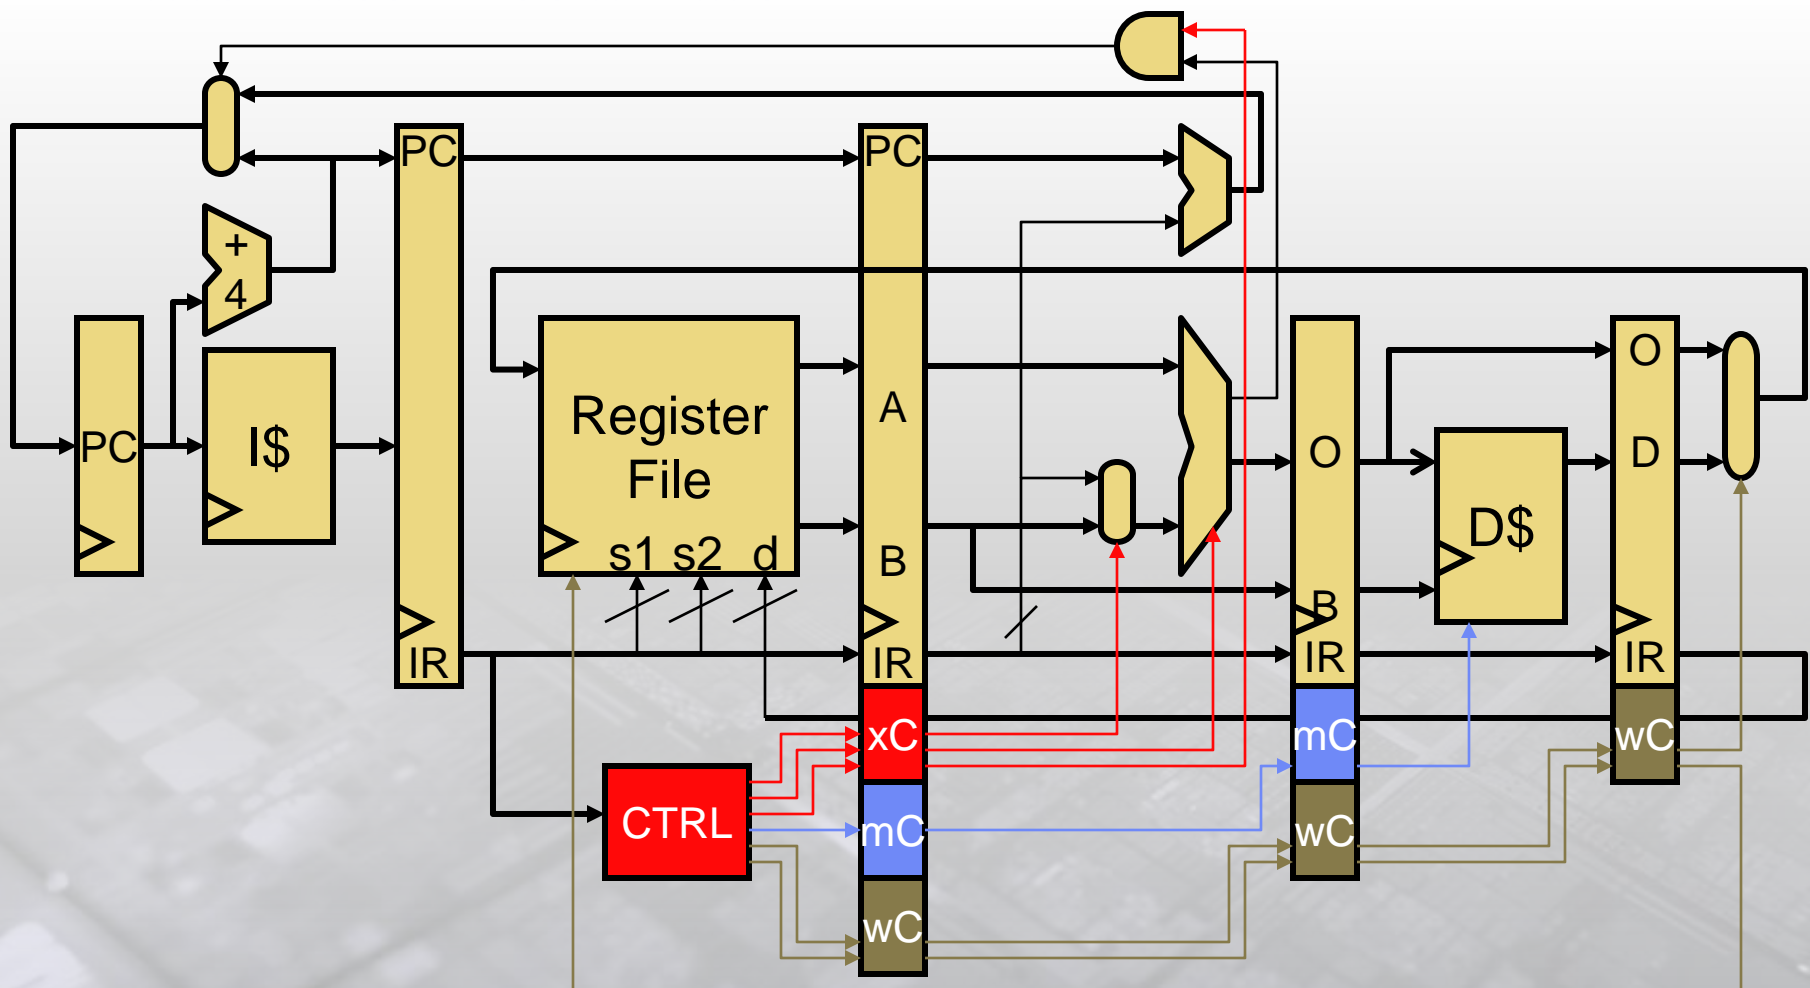 PC
+
4
I$
PC
IR
Register
File
s1 s2 d
CTRL
PC
A
B
IR
xC
mC
wC
O
B
IR
mC
wC
D$
O
D
IR
wC